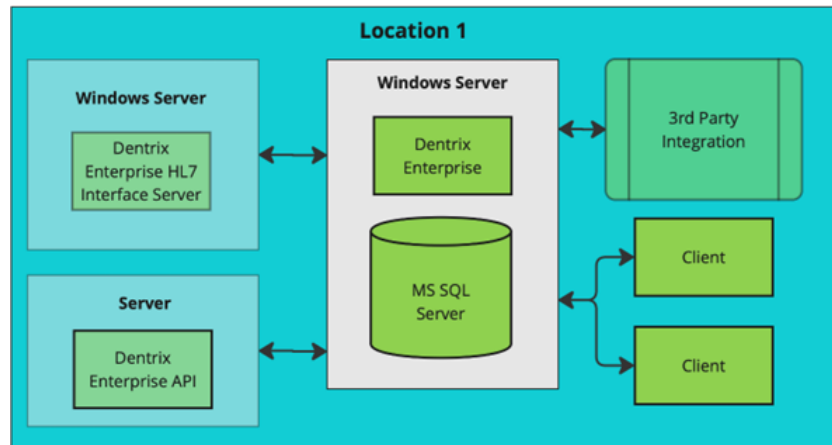 Location 1
Windows Server
Dentrix
Enterprise HL7
Interface Server
Server
Dentrix
Enterprise API
Windows Server
Dentrix
Enterprise
MS SQL
Server
3rd Party
Integration
Client
Client